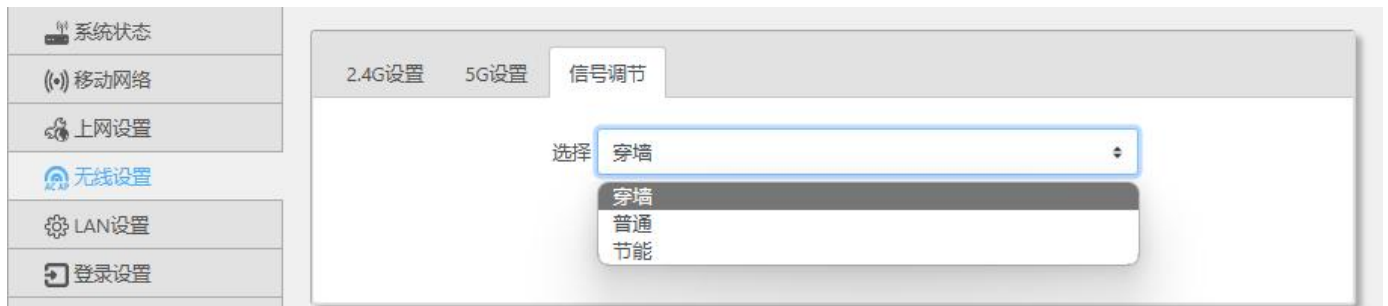 系统状态
移动网络
上网设置
无线设置
LAN设置
登录设置
2.4G设置 5G设置 信号调节
选择 穿墙
穿墙
普通
节能